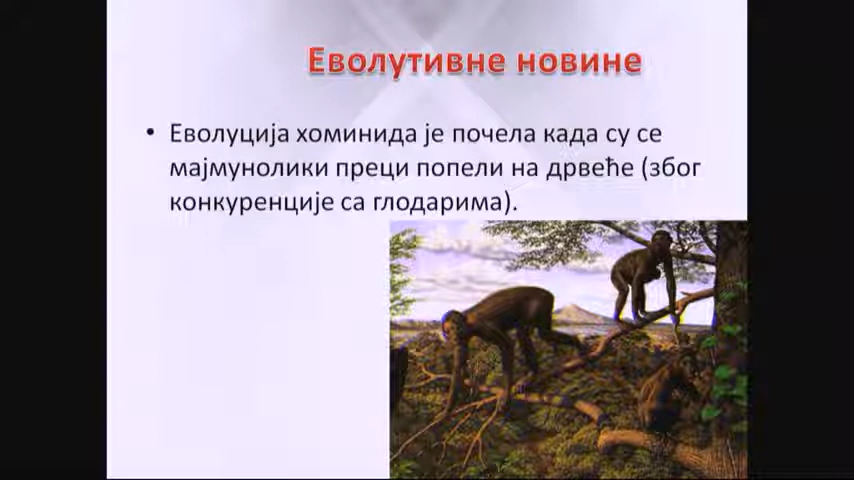 Еволутивне новине
• Еволуција хоминида је почела када су се
мајмунолики преци попели на дрвеће (због
конкуренције са глодарима).